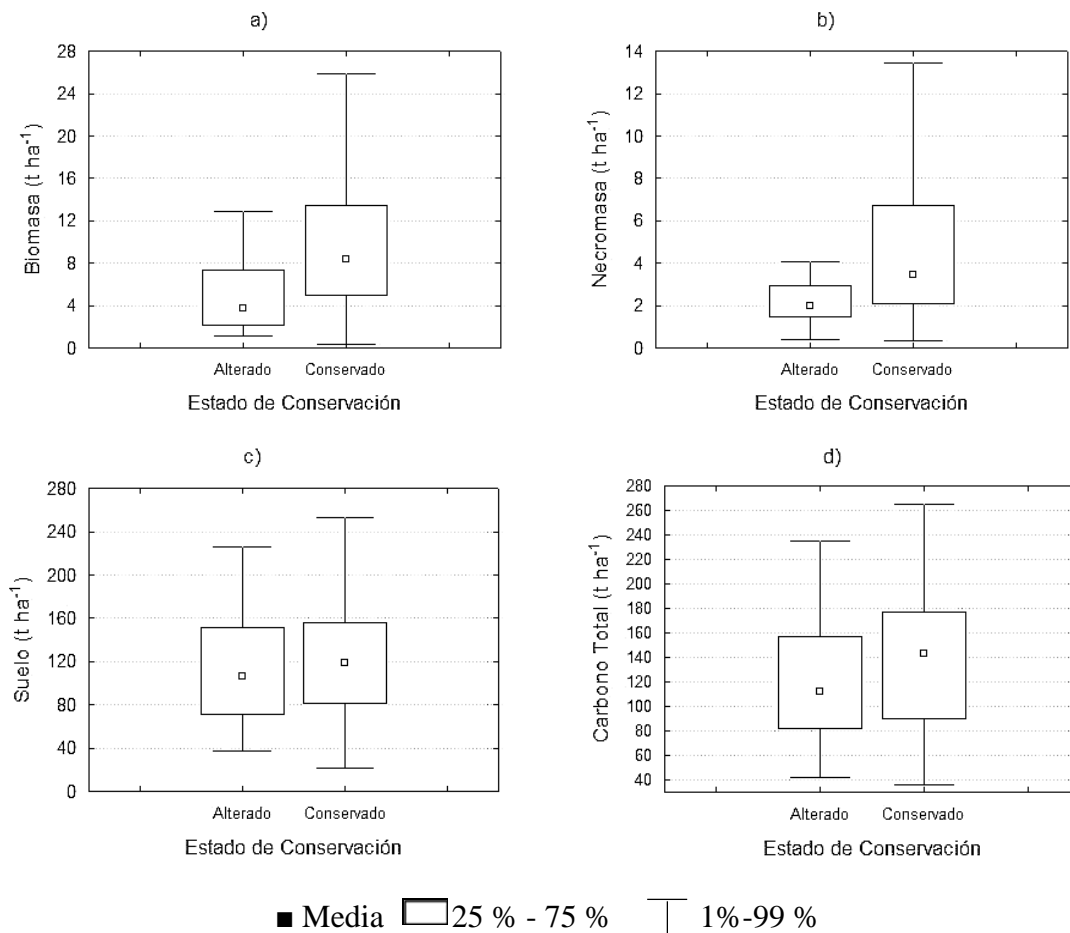 a)
Biomasa (t ha⁻¹)
28
24
20
16
12
8
4
0
Alterado Conservado
Estado de Conservación
b)
Necromasa (t ha⁻¹)
14
12
10
8
6
4
2
0
Alterado Conservado
Estado de Conservación
c)
Suelo (t ha⁻¹)
280
240
200
160
120
80
40
0
Alterado Conservado
Estado de Conservación
d)
Carbono Total (t ha⁻¹)
280
260
240
220
200
180
160
140
120
100
80
60
40
Alterado Conservado
Estado de Conservación
Media 25 % - 75 % 1%-99 %